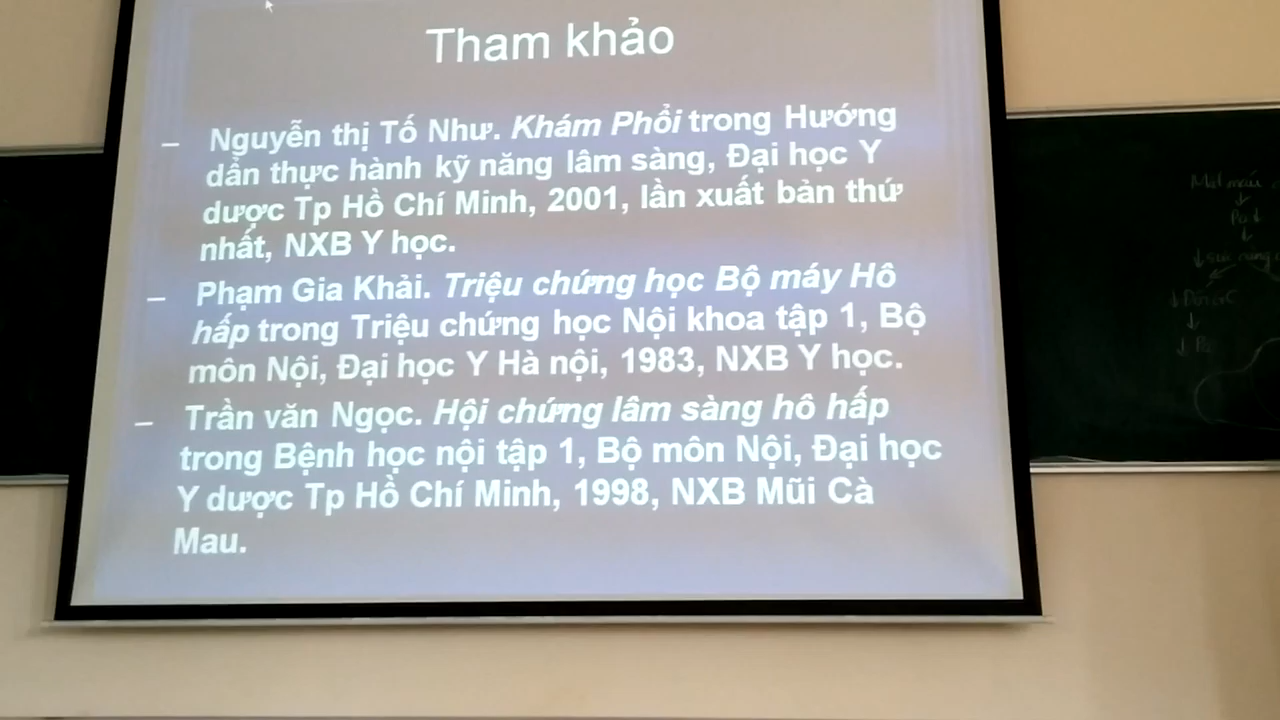 Tham khảo
– Nguyễn thị Tố Như. Khám Phổi trong Hướng
dẫn thực hành kỹ năng lâm sàng, Đại học Y
dược Tp Hồ Chí Minh, 2001, lần xuất bản thứ
nhất, NXB Y học.
– Phạm Gia Khải. Triệu chứng học Bộ máy Hô
hấp trong Triệu chứng học Nội khoa tập 1, Bộ
môn Nội, Đại học Y Hà nội, 1983, NXB Y học.
– Trần văn Ngọc. Hội chứng lâm sàng hô hấp
trong Bệnh học nội tập 1, Bộ môn Nội, Đại học
Y dược Tp Hồ Chí Minh, 1998, NXB Mũi Cà
Mau.
Mất máu